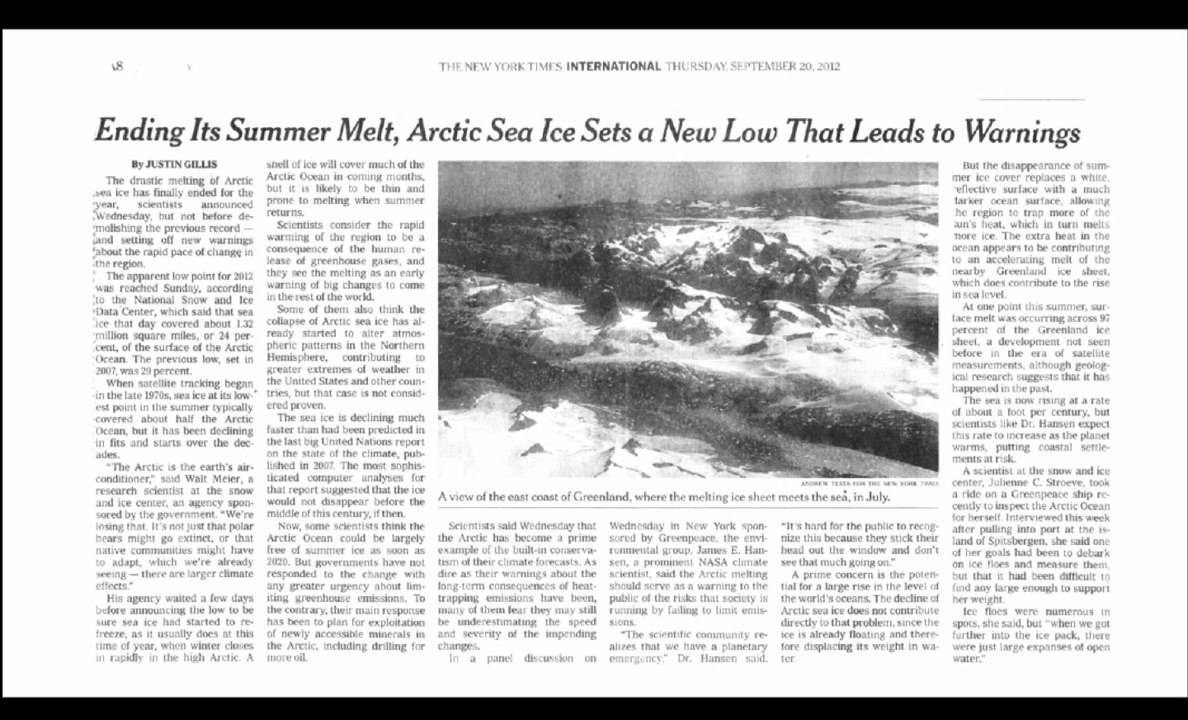 A8
THE NEW YORK TIMES INTERNATIONAL THURSDAY, SEPTEMBER 20, 2012
Ending Its Summer Melt, Arctic Sea Ice Sets a New Low That Leads to Warnings
By JUSTIN GILLIS
The drastic melting of Arctic
sea ice has finally ended for the
year, scientists announced
Wednesday, but not before de-
molishing the previous record —
and setting off new warnings
about the rapid pace of change in
the region.
The apparent low point for 2012
was reached Sunday, according
to the National Snow and Ice
Data Center, which said that sea
ice that day covered about 1.32
million square miles, or 24 per-
cent, of the surface of the Arctic
Ocean. The previous low, set in
2007, was 29 percent.
When satellite tracking began
in the late 1970s, sea ice at its low-
est point in the summer typically
covered about half the Arctic
Ocean, but it has been declining
in fits and starts over the dec-
ades.
"The Arctic is the earth's air-
conditioner," said Walt Meier, a
research scientist at the snow
and ice center, an agency spon-
sored by the government. "We're
losing that. It's not just that polar
bears might go extinct, or that
native communities might have
to adapt, which we're already
seeing — there are larger climate
effects."
His agency waited a few days
before announcing the low to be
sure sea ice had started to re-
freeze, as it usually does at this
time of year, when winter closes
in rapidly in the high Arctic. A
shell of ice will cover much of the
Arctic Ocean in coming months,
but it is likely to be thin and
prone to melting when summer
returns.
Scientists consider the rapid
warming of the region to be a
consequence of the human re-
lease of greenhouse gases, and
they see the melting as an early
warning of big changes to come
in the rest of the world.
Some of them also think the
collapse of Arctic sea ice has al-
ready started to alter atmos-
pheric patterns in the Northern
Hemisphere, contributing to
greater extremes of weather in
the United States and other coun-
tries, but that case is not consid-
ered proven.
The sea ice is declining much
faster than had been predicted in
the last big United Nations report
on the state of the climate, pub-
lished in 2007. The most sophis-
ticated computer analyses for
that report suggested that the ice
would not disappear before the
middle of this century, if then.
Now, some scientists think the
Arctic Ocean could be largely
free of summer ice as soon as
2020. But governments have not
responded to the change with
any greater urgency about lim-
iting greenhouse emissions. To
the contrary, their main response
has been to plan for exploitation
of newly accessible minerals in
the Arctic, including drilling for
more oil.
ANDREW TESTA FOR THE NEW YORK TIMES
A view of the east coast of Greenland, where the melting ice sheet meets the sea, in July.
Scientists said Wednesday that
the Arctic has become a prime
example of the built-in conserva-
tism of their climate forecasts. As
dire as their warnings about the
long-term consequences of heat-
trapping emissions have been,
many of them fear they may still
be underestimating the speed
and severity of the impending
changes.
In a panel discussion on
Wednesday in New York spon-
sored by Greenpeace, the envi-
ronmental group, James E. Han-
sen, a prominent NASA climate
scientist, said the Arctic melting
should serve as a warning to the
public of the risks that society is
running by failing to limit emis-
sions.
"The scientific community re-
alizes that we have a planetary
emergency," Dr. Hansen said.
"It's hard for the public to recog-
nize this because they stick their
head out the window and don't
see that much going on."
A prime concern is the poten-
tial for a large rise in the level of
the world's oceans. The decline of
Arctic sea ice does not contribute
directly to that problem, since the
ice is already floating and there-
fore displacing its weight in wa-
ter.
But the disappearance of sum-
mer ice cover replaces a white,
reflective surface with a much
darker ocean surface, allowing
the region to trap more of the
sun's heat, which in turn melts
more ice. The extra heat in the
ocean appears to be contributing
to an accelerating melt of the
nearby Greenland ice sheet,
which does contribute to the rise
in sea level.
At one point this summer, sur-
face melt was occurring across 97
percent of the Greenland ice
sheet, a development not seen
before in the era of satellite
measurements, although geolog-
ical research suggests that it has
happened in the past.
The sea is now rising at a rate
of about a foot per century, but
scientists like Dr. Hansen expect
this rate to increase as the planet
warms, putting coastal settle-
ments at risk.
A scientist at the snow and ice
center, Julienne C. Stroeve, took
a ride on a Greenpeace ship re-
cently to inspect the Arctic Ocean
for herself. Interviewed this week
after pulling into port at the is-
land of Spitsbergen, she said one
of her goals had been to debark
on ice floes and measure them,
but that it had been difficult to
find any large enough to support
her weight.
Ice floes were numerous in
spots, she said, but "when we got
further into the ice pack, there
were just large expanses of open
water."